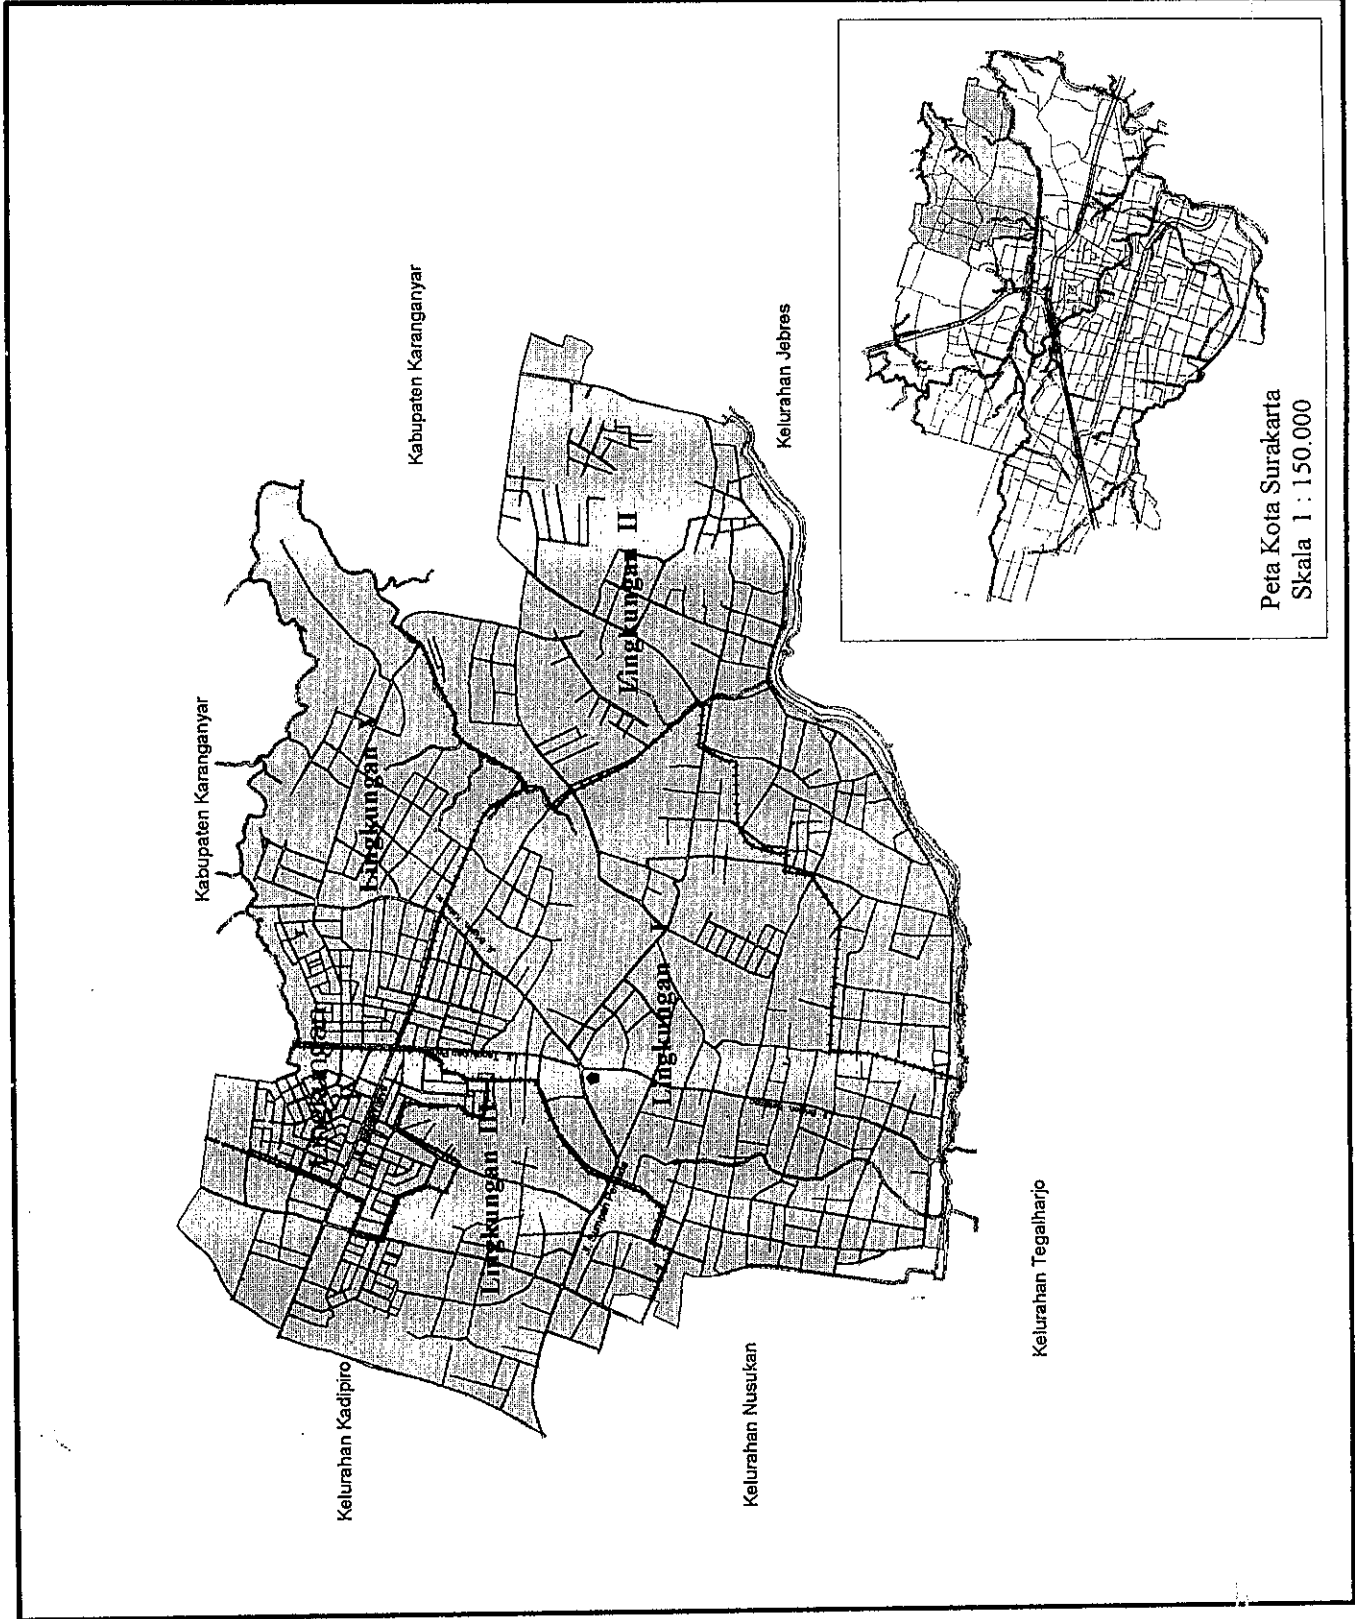 Kabupaten Karanganyar
Kabupaten Karanganyar
Kelurahan Kadipiro
Lingkungan
Lingkungan V
Lingkungan III
Lingkungan II
Lingkungan I
Kelurahan Jebres
Kelurahan Nusukan
Kelurahan Tegalharjo
Peta Kota Surakarta
Skala 1 : 150.000